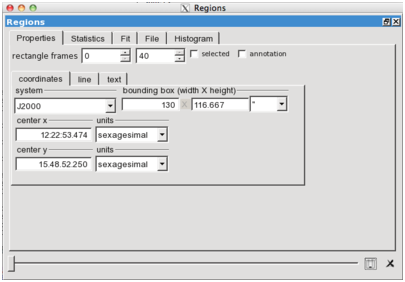 Regions
Regions
Properties Statistics Fit File Histogram
rectangle frames 0 40 selected annotation
coordinates line text
system bounding box (width X height)
J2000 130 X 116.667 "
center x units
12:22:53.474 sexagesimal
center y units
15.48.52.250 sexagesimal